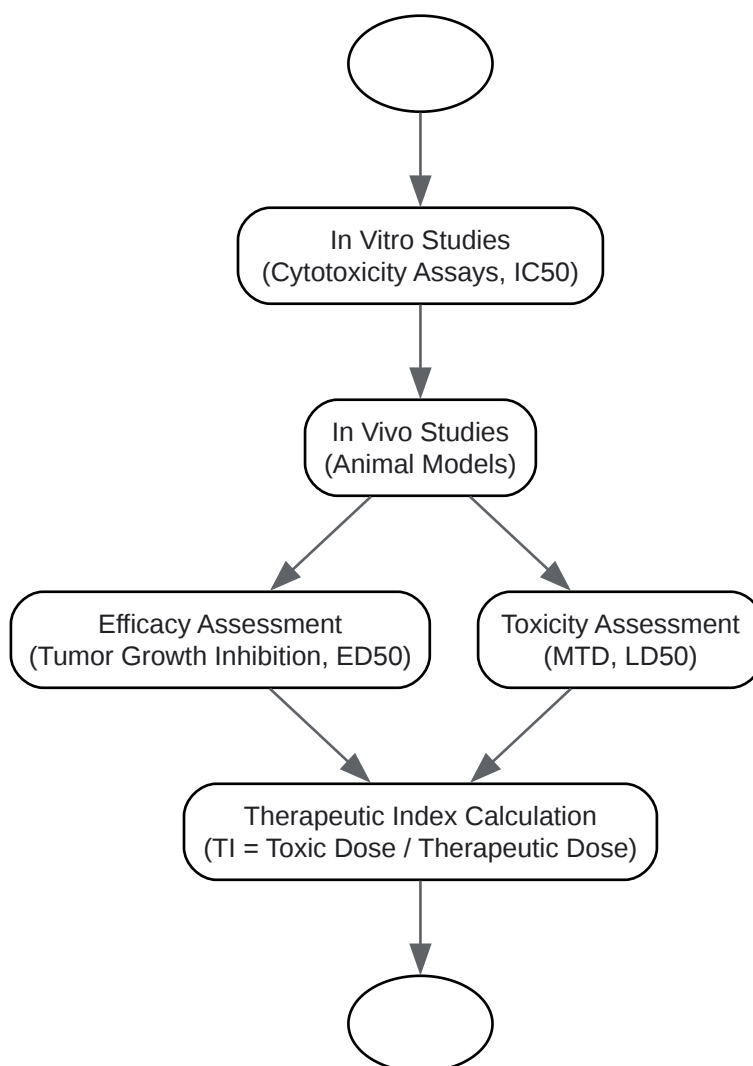 In Vitro Studies
(Cytotoxicity Assays, IC50)
In Vivo Studies
(Animal Models)
Efficacy Assessment
(Tumor Growth Inhibition, ED50)
Toxicity Assessment
(MTD, LD50)
Therapeutic Index Calculation
(TI = Toxic Dose / Therapeutic Dose)